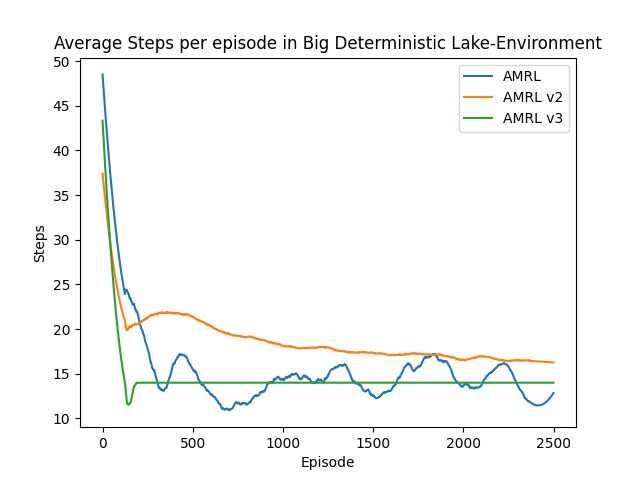 Average Steps per episode in Big Deterministic Lake-Environment
50
45
40
35
30
25
20
15
10
Steps
AMRL
AMRL v2
AMRL v3
0
500
1000
1500
2000
2500
Episode